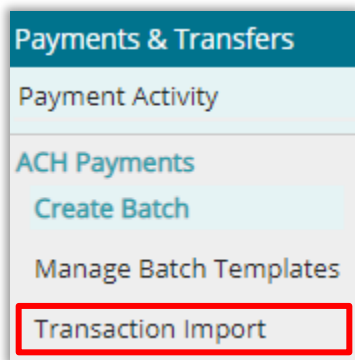 Payments & Transfers
Payment Activity
ACH Payments
Create Batch
Manage Batch Templates
Transaction Import